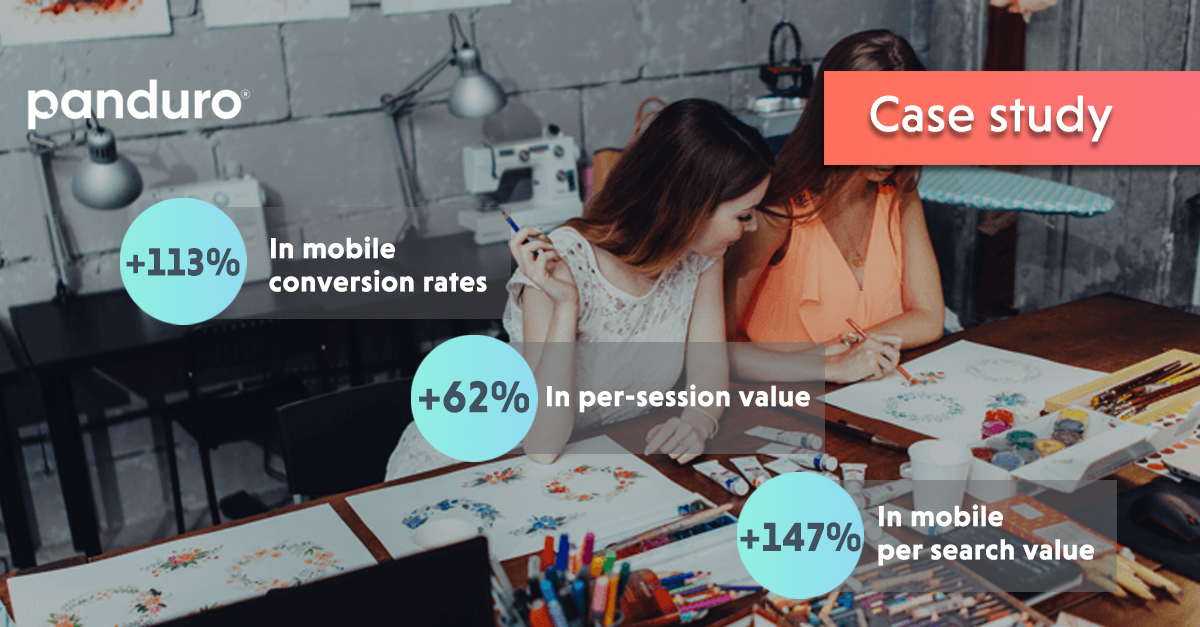 panduro®
Case study
+113%
In mobile
conversion rates
+62%
In per-session value
+147%
In mobile
per search value